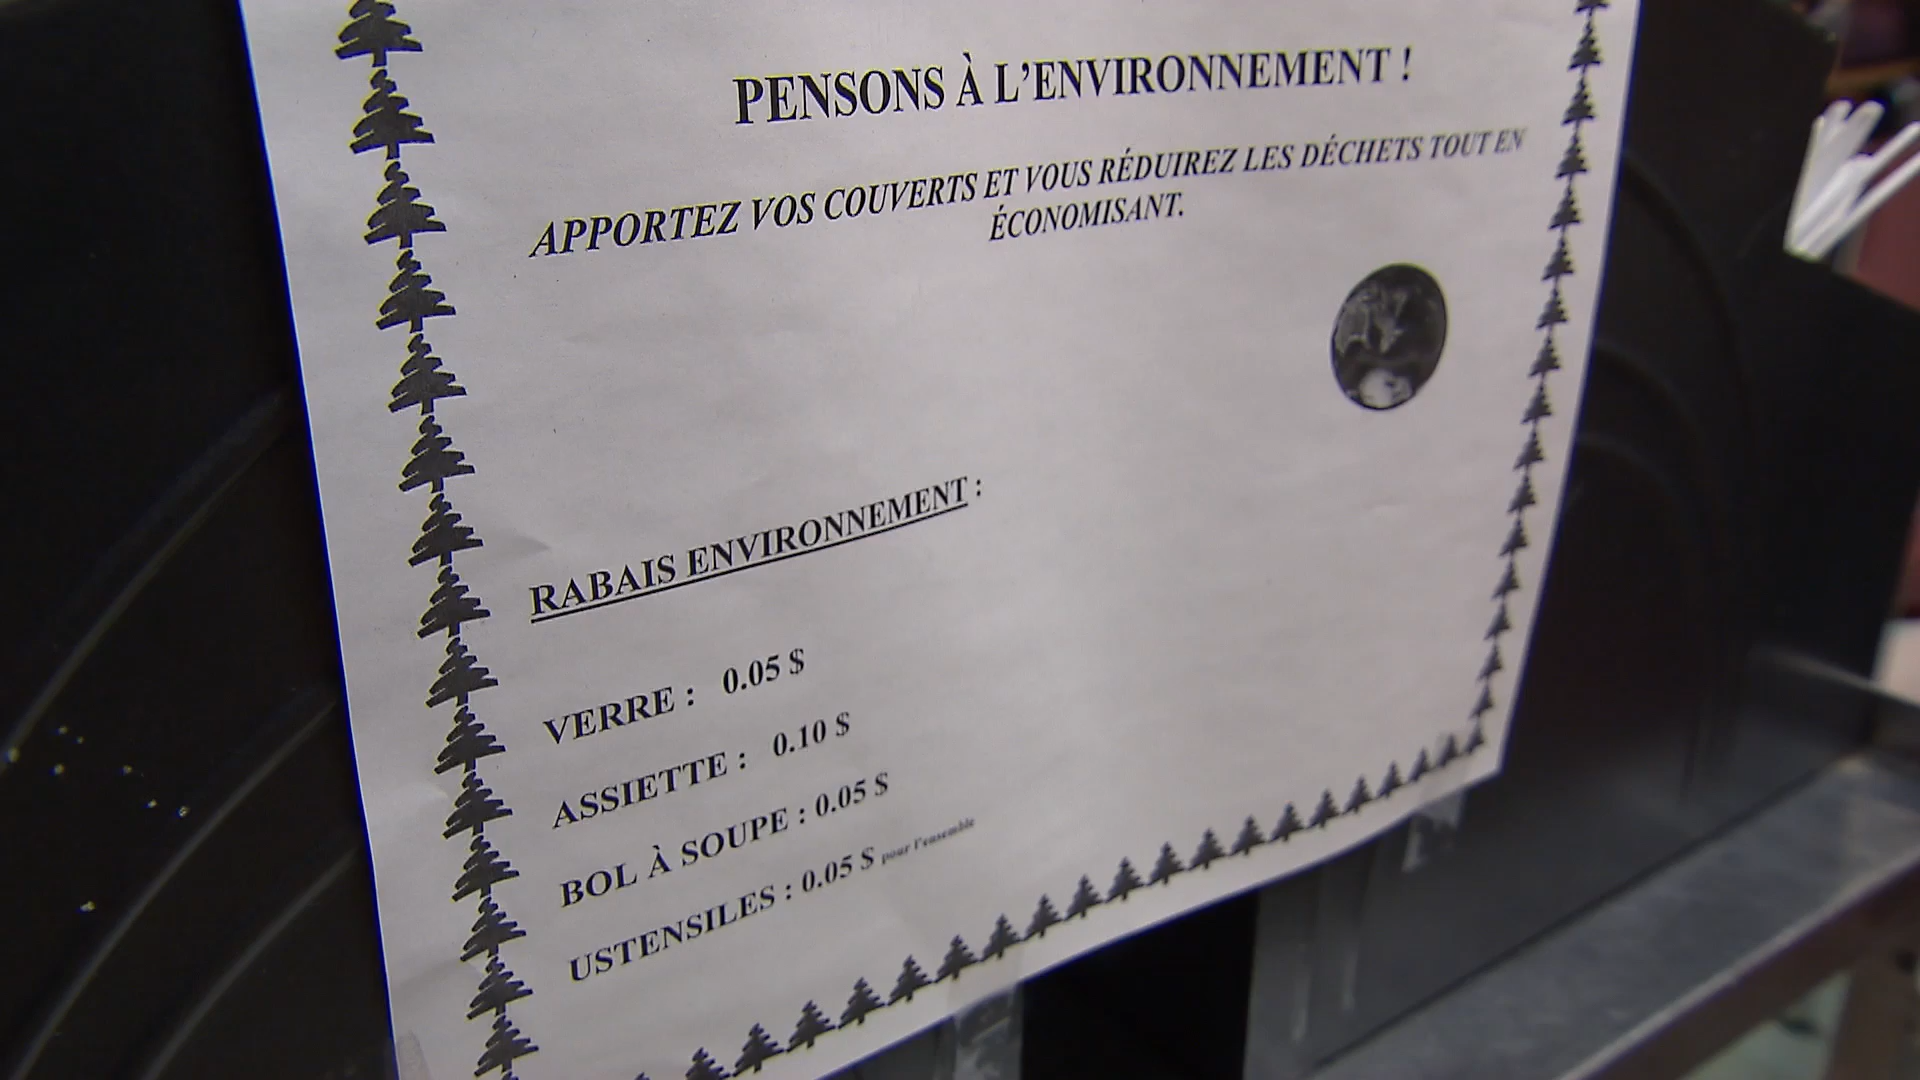 PENSONS À L'ENVIRONNEMENT !
APPORTEZ VOS COUVERTS ET VOUS RÉDUIREZ LES DÉCHETS TOUT EN
ÉCONOMISANT.
RABAIS ENVIRONNEMENT :
VERRE : 0.05 $
ASSIETTE : 0.10 $
BOL À SOUPE : 0.05 $
USTENSILES : 0.05 $ pour l'ensemble